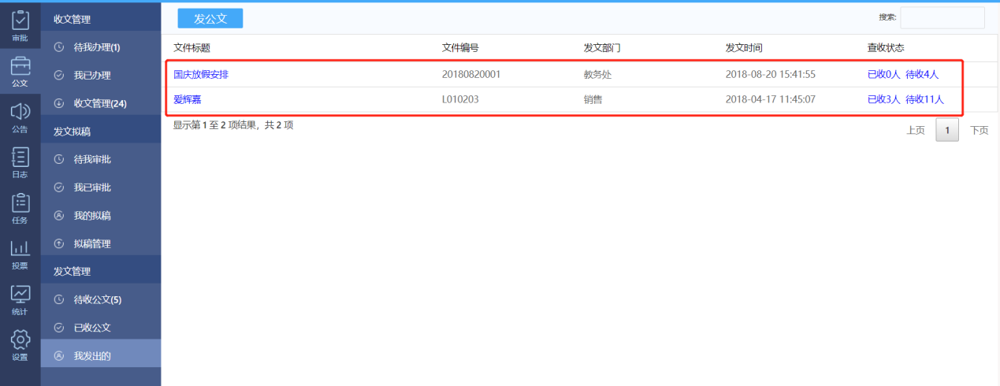 审批
公文
公告
日志
任务
投票
统计
设置
收文管理
待我办理(1)
我已办理
收文管理(24)
发文拟稿
待我审批
我已审批
我的拟稿
拟稿管理
发文管理
待收公文(5)
已收公文
我发出的
发公文
搜索:
文件标题 文件编号 发文部门 发文时间 查收状态
国庆放假安排 20180820001 教务处 2018-08-20 15:41:55 已收0人 待收4人
爱辉嘉 L010203 销售 2018-04-17 11:45:07 已收3人 待收11人
显示第 1 至 2 项结果，共 2 项
上页 1 下页